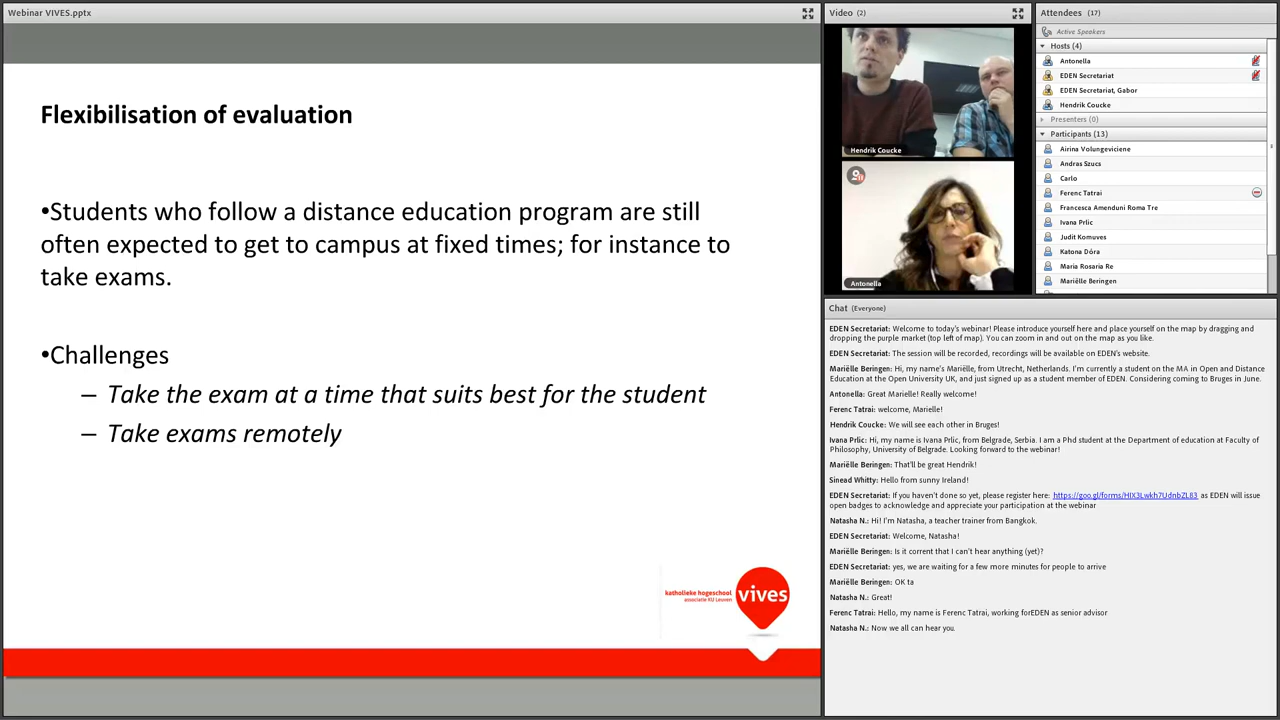 Webinar VIVES.pptx
Flexibilisation of evaluation
•Students who follow a distance education program are still
often expected to get to campus at fixed times; for instance to
take exams.
•Challenges
– Take the exam at a time that suits best for the student
– Take exams remotely
katholieke hogeschool
associatie KU Leuven
vives
Video (2)
Hendrik Coucke
Antonella
Attendees (17)
Active Speakers
Hosts (4)
Antonella
EDEN Secretariat
EDEN Secretariat, Gabor
Hendrik Coucke
Presenters (0)
Participants (13)
Airina Volungeviciene
Andras Szucs
Carlo
Ferenc Tatrai
Francesca Amenduni Roma Tre
Ivana Prlic
Judit Komuves
Katona Dóra
Maria Rosaria Re
Mariëlle Beringen
Chat (Everyone)
EDEN Secretariat: Welcome to today's webinar! Please introduce yourself here and place yourself on the map by dragging and
dropping the purple market (top left of map). You can zoom in and out on the map as you like.
EDEN Secretariat: The session will be recorded, recordings will be available on EDEN's website.
Mariëlle Beringen: Hi, my name's Mariëlle, from Utrecht, Netherlands. I'm currently a student on the MA in Open and Distance
Education at the Open University UK, and just signed up as a student member of EDEN. Considering coming to Bruges in June.
Antonella: Great Marielle! Really welcome!
Ferenc Tatrai: welcome, Marielle!
Hendrik Coucke: We will see each other in Bruges!
Ivana Prlic: Hi, my name is Ivana Prlic, from Belgrade, Serbia. I am a Phd student at the Department of education at Faculty of
Philosophy, University of Belgrade. Looking forward to the webinar!
Mariëlle Beringen: That'll be great Hendrik!
Sinead Whitty: Hello from sunny Ireland!
EDEN Secretariat: If you haven't done so yet, please register here: https://goo.gl/forms/HIX3Lwkh7UdnbZL83 as EDEN will issue
open badges to acknowledge and appreciate your participation at the webinar
Natasha N.: Hi! I'm Natasha, a teacher trainer from Bangkok.
EDEN Secretariat: Welcome, Natasha!
Mariëlle Beringen: Is it corrent that I can't hear anything (yet)?
EDEN Secretariat: yes, we are waiting for a few more minutes for people to arrive
Mariëlle Beringen: OK ta
Natasha N.: Great!
Ferenc Tatrai: Hello, my name is Ferenc Tatrai, working forEDEN as senior advisor
Natasha N.: Now we all can hear you.